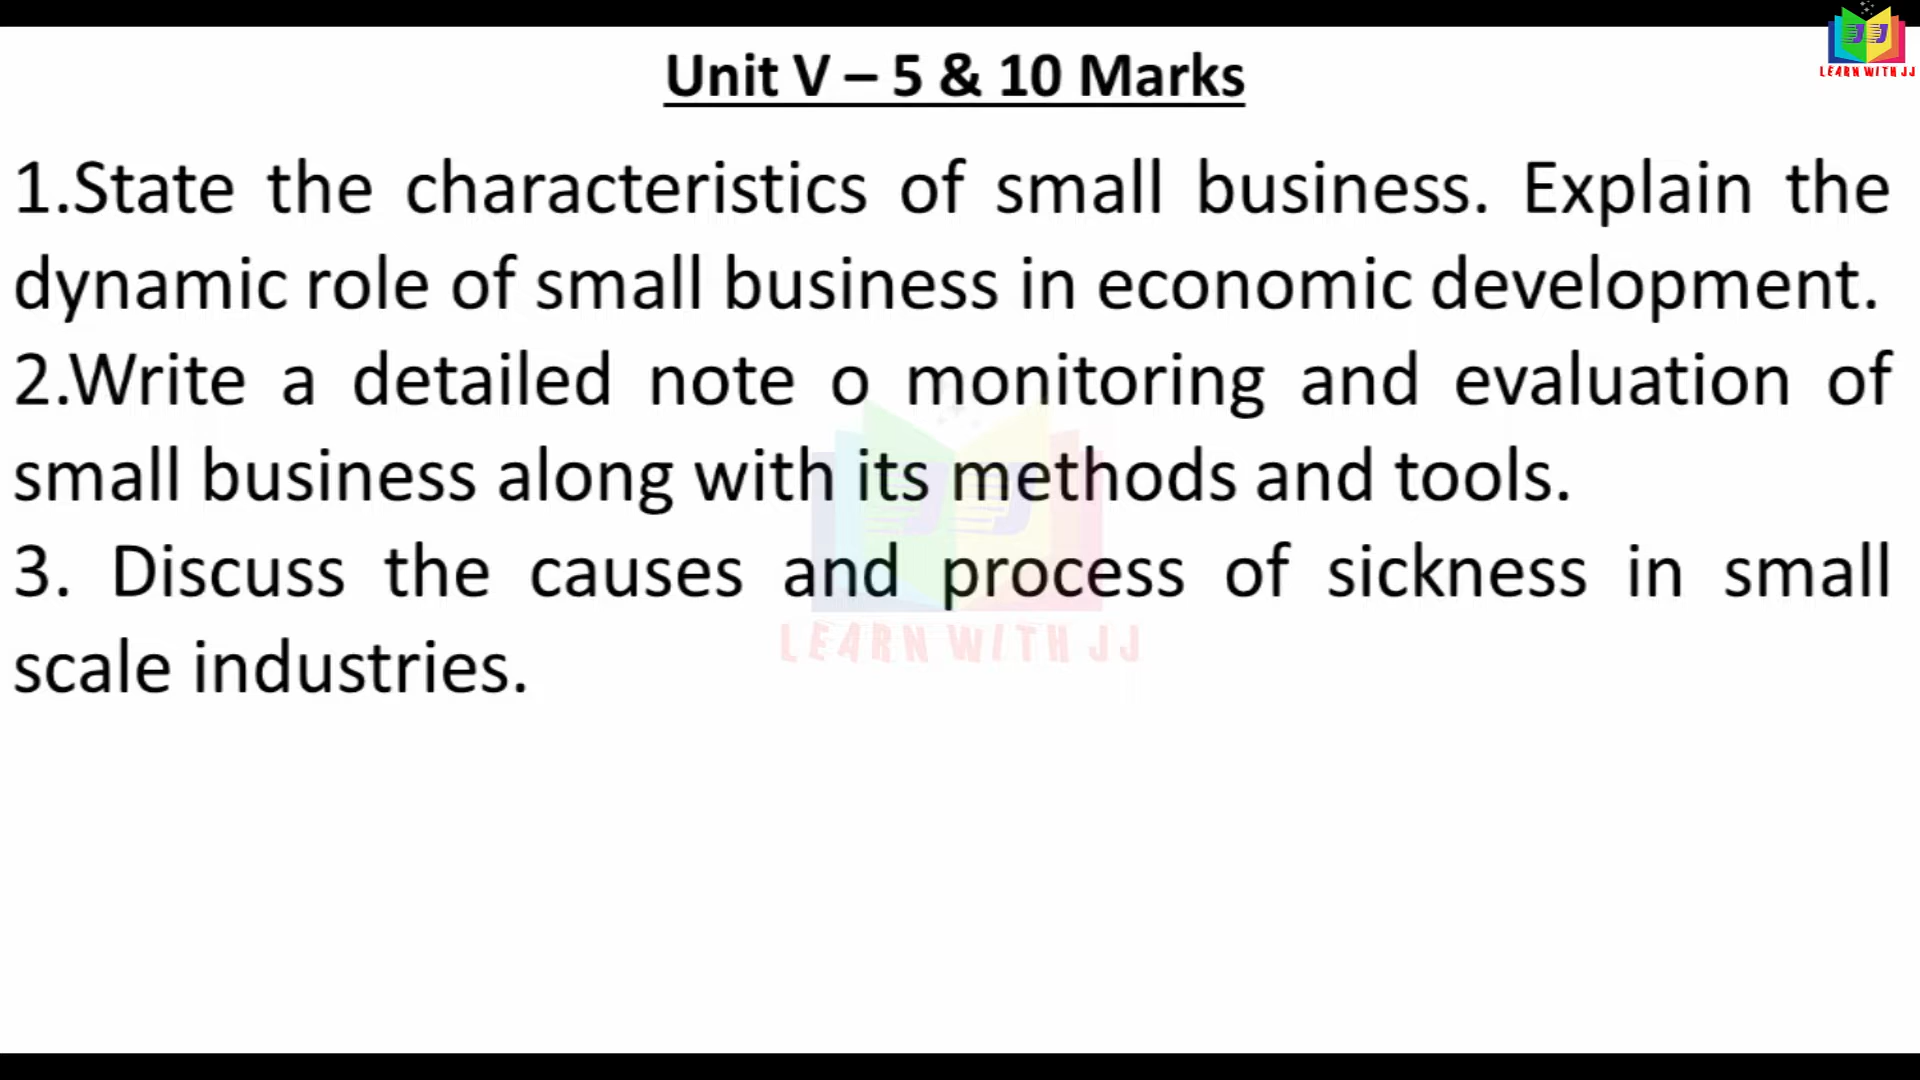 LEARN WITH JJ
Unit V – 5 & 10 Marks
1.State the characteristics of small business. Explain the
dynamic role of small business in economic development.
2.Write a detailed note o monitoring and evaluation of
small business along with its methods and tools.
3. Discuss the causes and process of sickness in small
scale industries.
LEARN WITH JJ